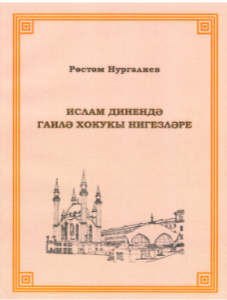 Рөстәм Нургалиев
ИСЛАМ ДИНЕНДӘ
ГАИЛӘ ХОКУКЫ НИГЕЗЛӘРЕ